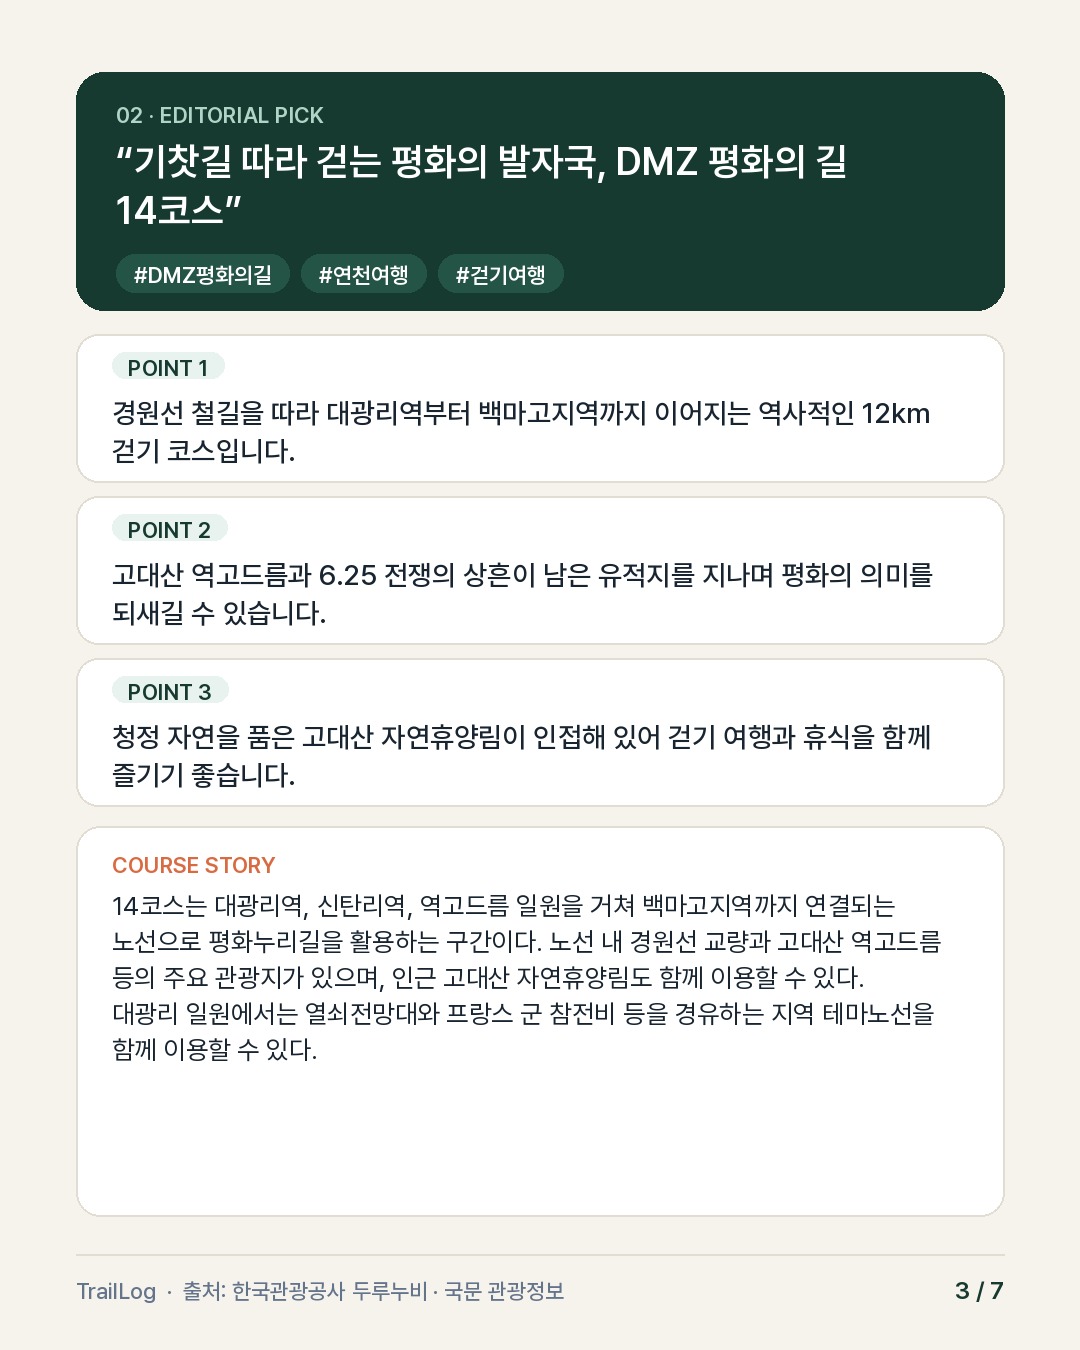 02 · EDITORIAL PICK
“기찻길 따라 걷는 평화의 발자국, DMZ 평화의 길
14코스”
#DMZ평화의길 #연천여행 #걷기여행
POINT 1
경원선 철길을 따라 대광리역부터 백마고지역까지 이어지는 역사적인 12km
걷기 코스입니다.
POINT 2
고대산 역고드름과 6.25 전쟁의 상흔이 남은 유적지를 지나며 평화의 의미를
되새길 수 있습니다.
POINT 3
청정 자연을 품은 고대산 자연휴양림이 인접해 있어 걷기 여행과 휴식을 함께
즐기기 좋습니다.
COURSE STORY
14코스는 대광리역, 신탄리역, 역고드름 일원을 거쳐 백마고지역까지 연결되는
노선으로 평화누리길을 활용하는 구간이다. 노선 내 경원선 교량과 고대산 역고드름
등의 주요 관광지가 있으며, 인근 고대산 자연휴양림도 함께 이용할 수 있다.
대광리 일원에서는 열쇠전망대와 프랑스 군 참전비 등을 경유하는 지역 테마노선을
함께 이용할 수 있다.
TrailLog · 출처: 한국관광공사 두루누비 · 국문 관광정보
3 / 7